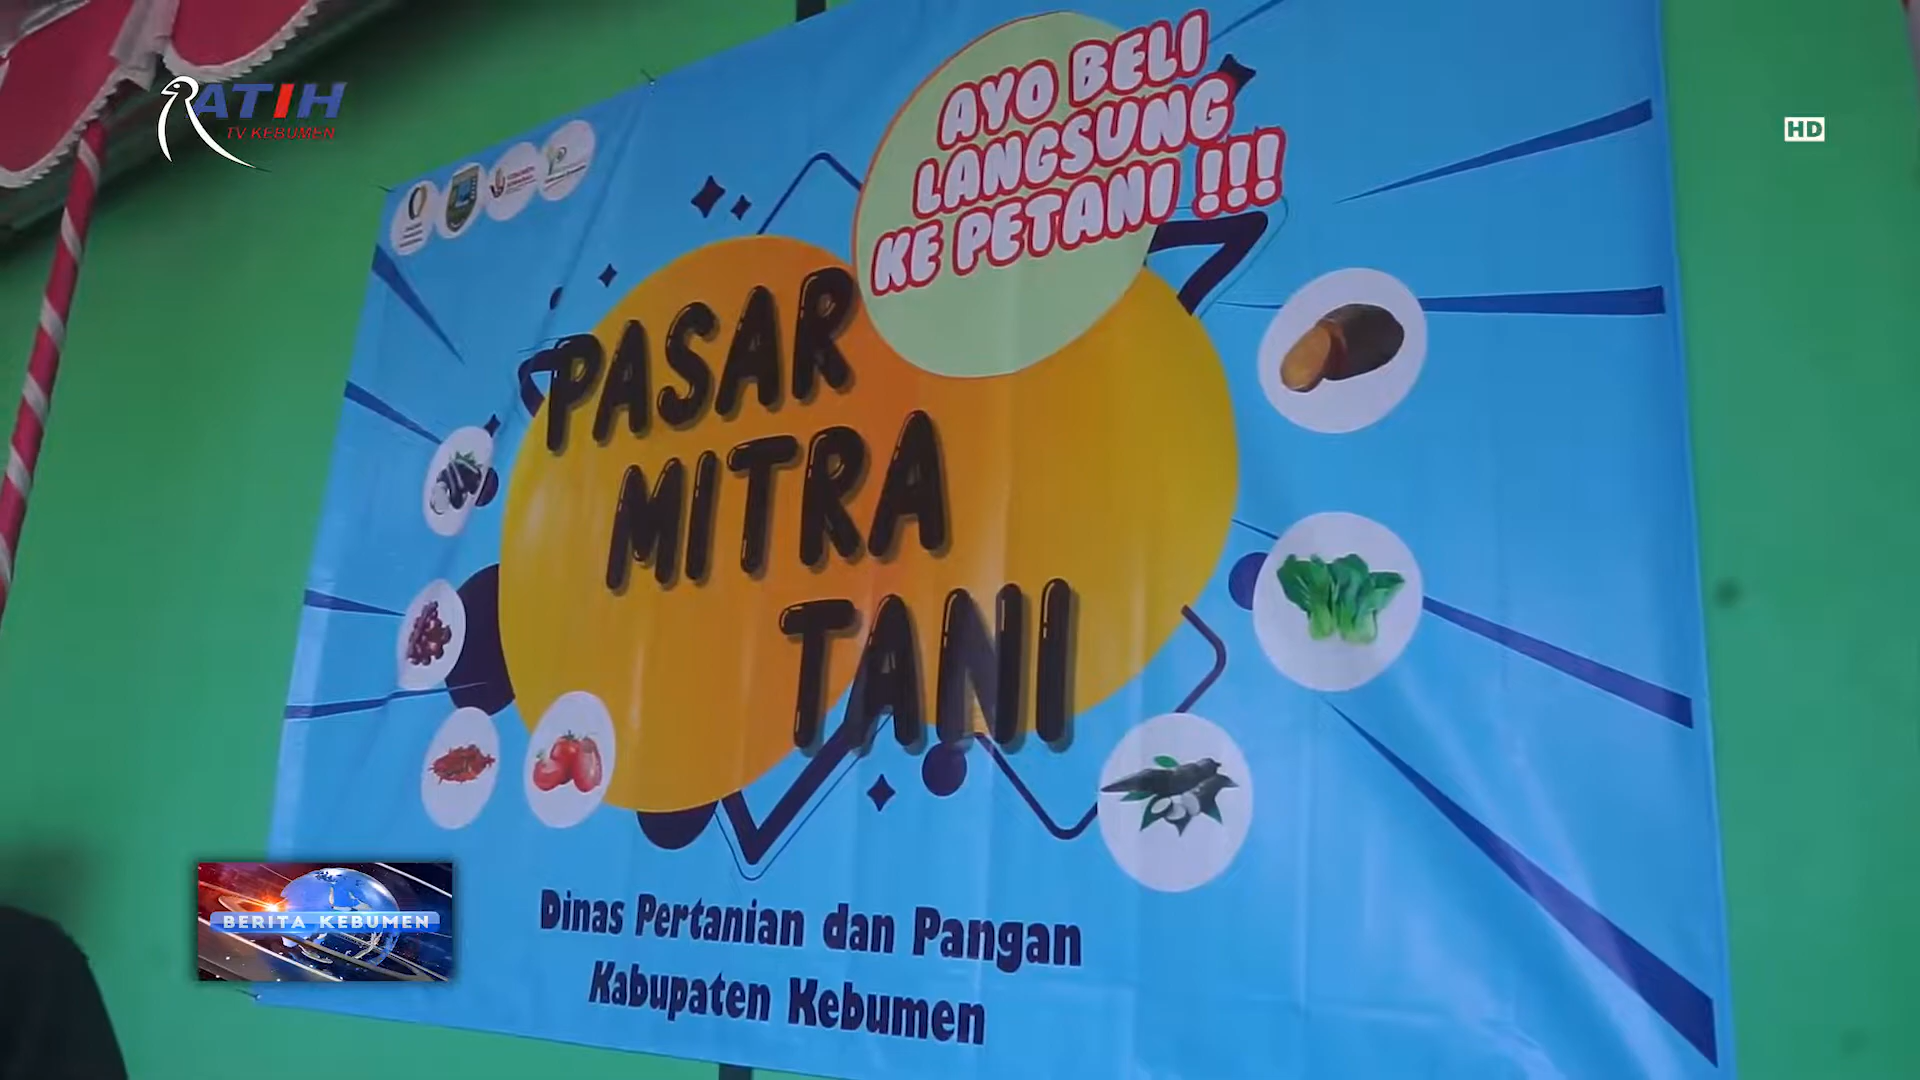 RATIH
TV KEBUMEN
HD
AYO BELI
LANGSUNG
KE PETANI !!!
PASAR
MITRA
TANI
Dinas Pertanian dan Pangan
Kabupaten Kebumen
BERITA KEBUMEN